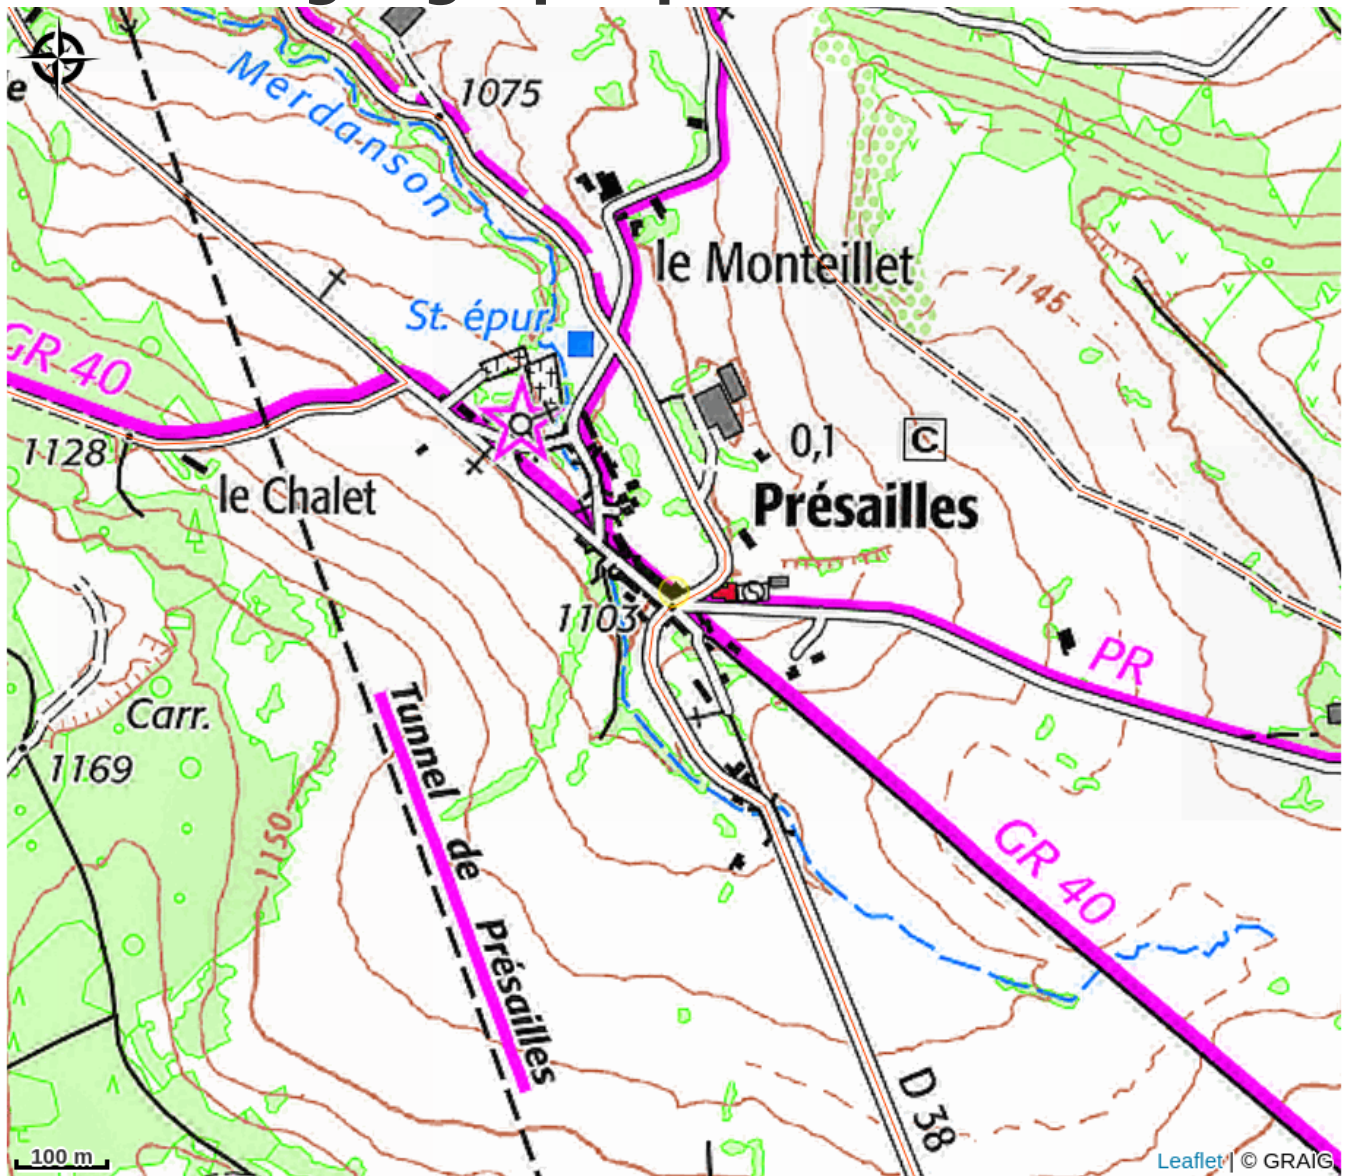 e
1075
Merdanson
le Monteillet
1145
St. épur.
GR 40
1128
le Chalet
0,1
C
Présailles
1103
PR
Carr.
1169
Tunnel de Présailles
1150
GR 40
D 38
100 m
Leaflet | © GRAIG